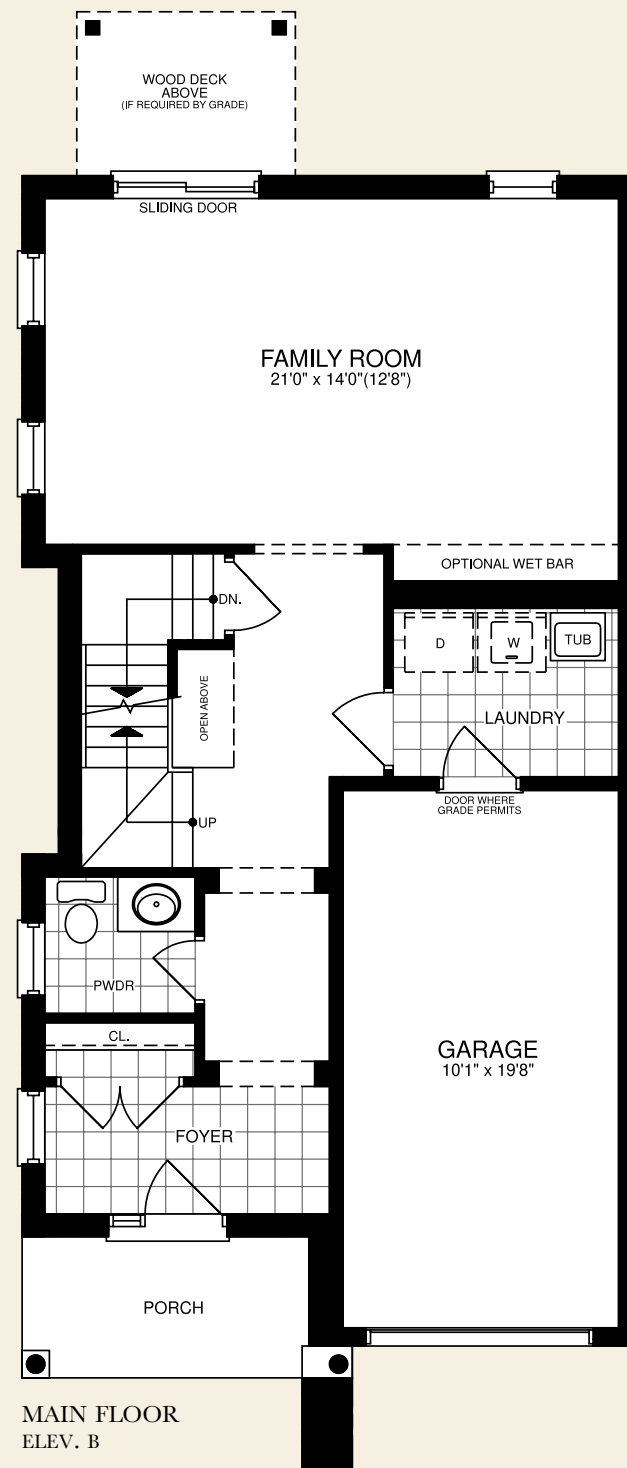 WOOD DECK
ABOVE
(IF REQUIRED BY GRADE)
SLIDING DOOR
FAMILY ROOM
21'0" x 14'0"(12'8")
OPTIONAL WET BAR
DN.
D
W
TUB
OPEN ABOVE
LAUNDRY
DOOR WHERE
GRADE PERMITS
UP
PWDR
CL.
GARAGE
10'1" x 19'8"
FOYER
PORCH
MAIN FLOOR
ELEV. B